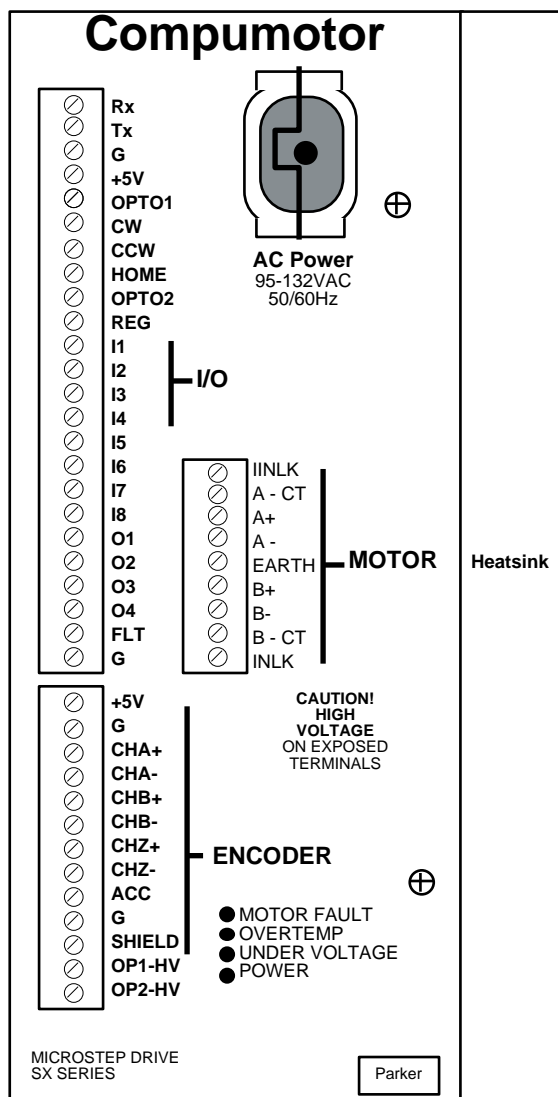 Compumotor
Rx
Tx
G
+5V
OPTO1
CW
CCW
HOME
OPTO2
REG
I1
I2
I3
I4
I5
I6
I7
I8
O1
O2
O3
O4
FLT
G
I/O
AC Power
95-132VAC
50/60Hz
IINLK
A - CT
A+
A -
EARTH
B+
B-
B - CT
INLK
MOTOR
Heatsink
CAUTION!
HIGH
VOLTAGE
ON EXPOSED
TERMINALS
+5V
G
CHA+
CHA-
CHB+
CHB-
CHZ+
CHZ-
ACC
G
SHIELD
OP1-HV
OP2-HV
ENCODER
MOTOR FAULT
OVERTEMP
UNDER VOLTAGE
POWER
MICROSTEP DRIVE
SX SERIES
Parker